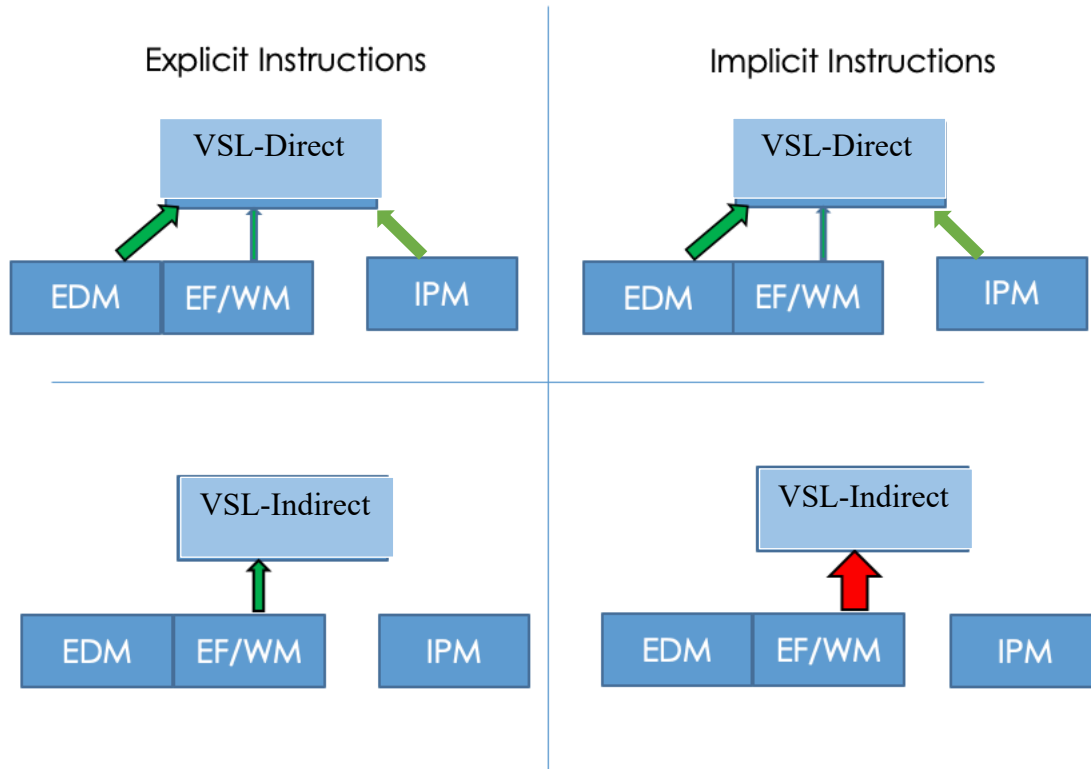 Explicit Instructions
VSL-Direct
EDM
EF/WM
IPM
Implicit Instructions
VSL-Direct
EDM
EF/WM
IPM
VSL-Indirect
EDM
EF/WM
IPM
VSL-Indirect
EDM
EF/WM
IPM